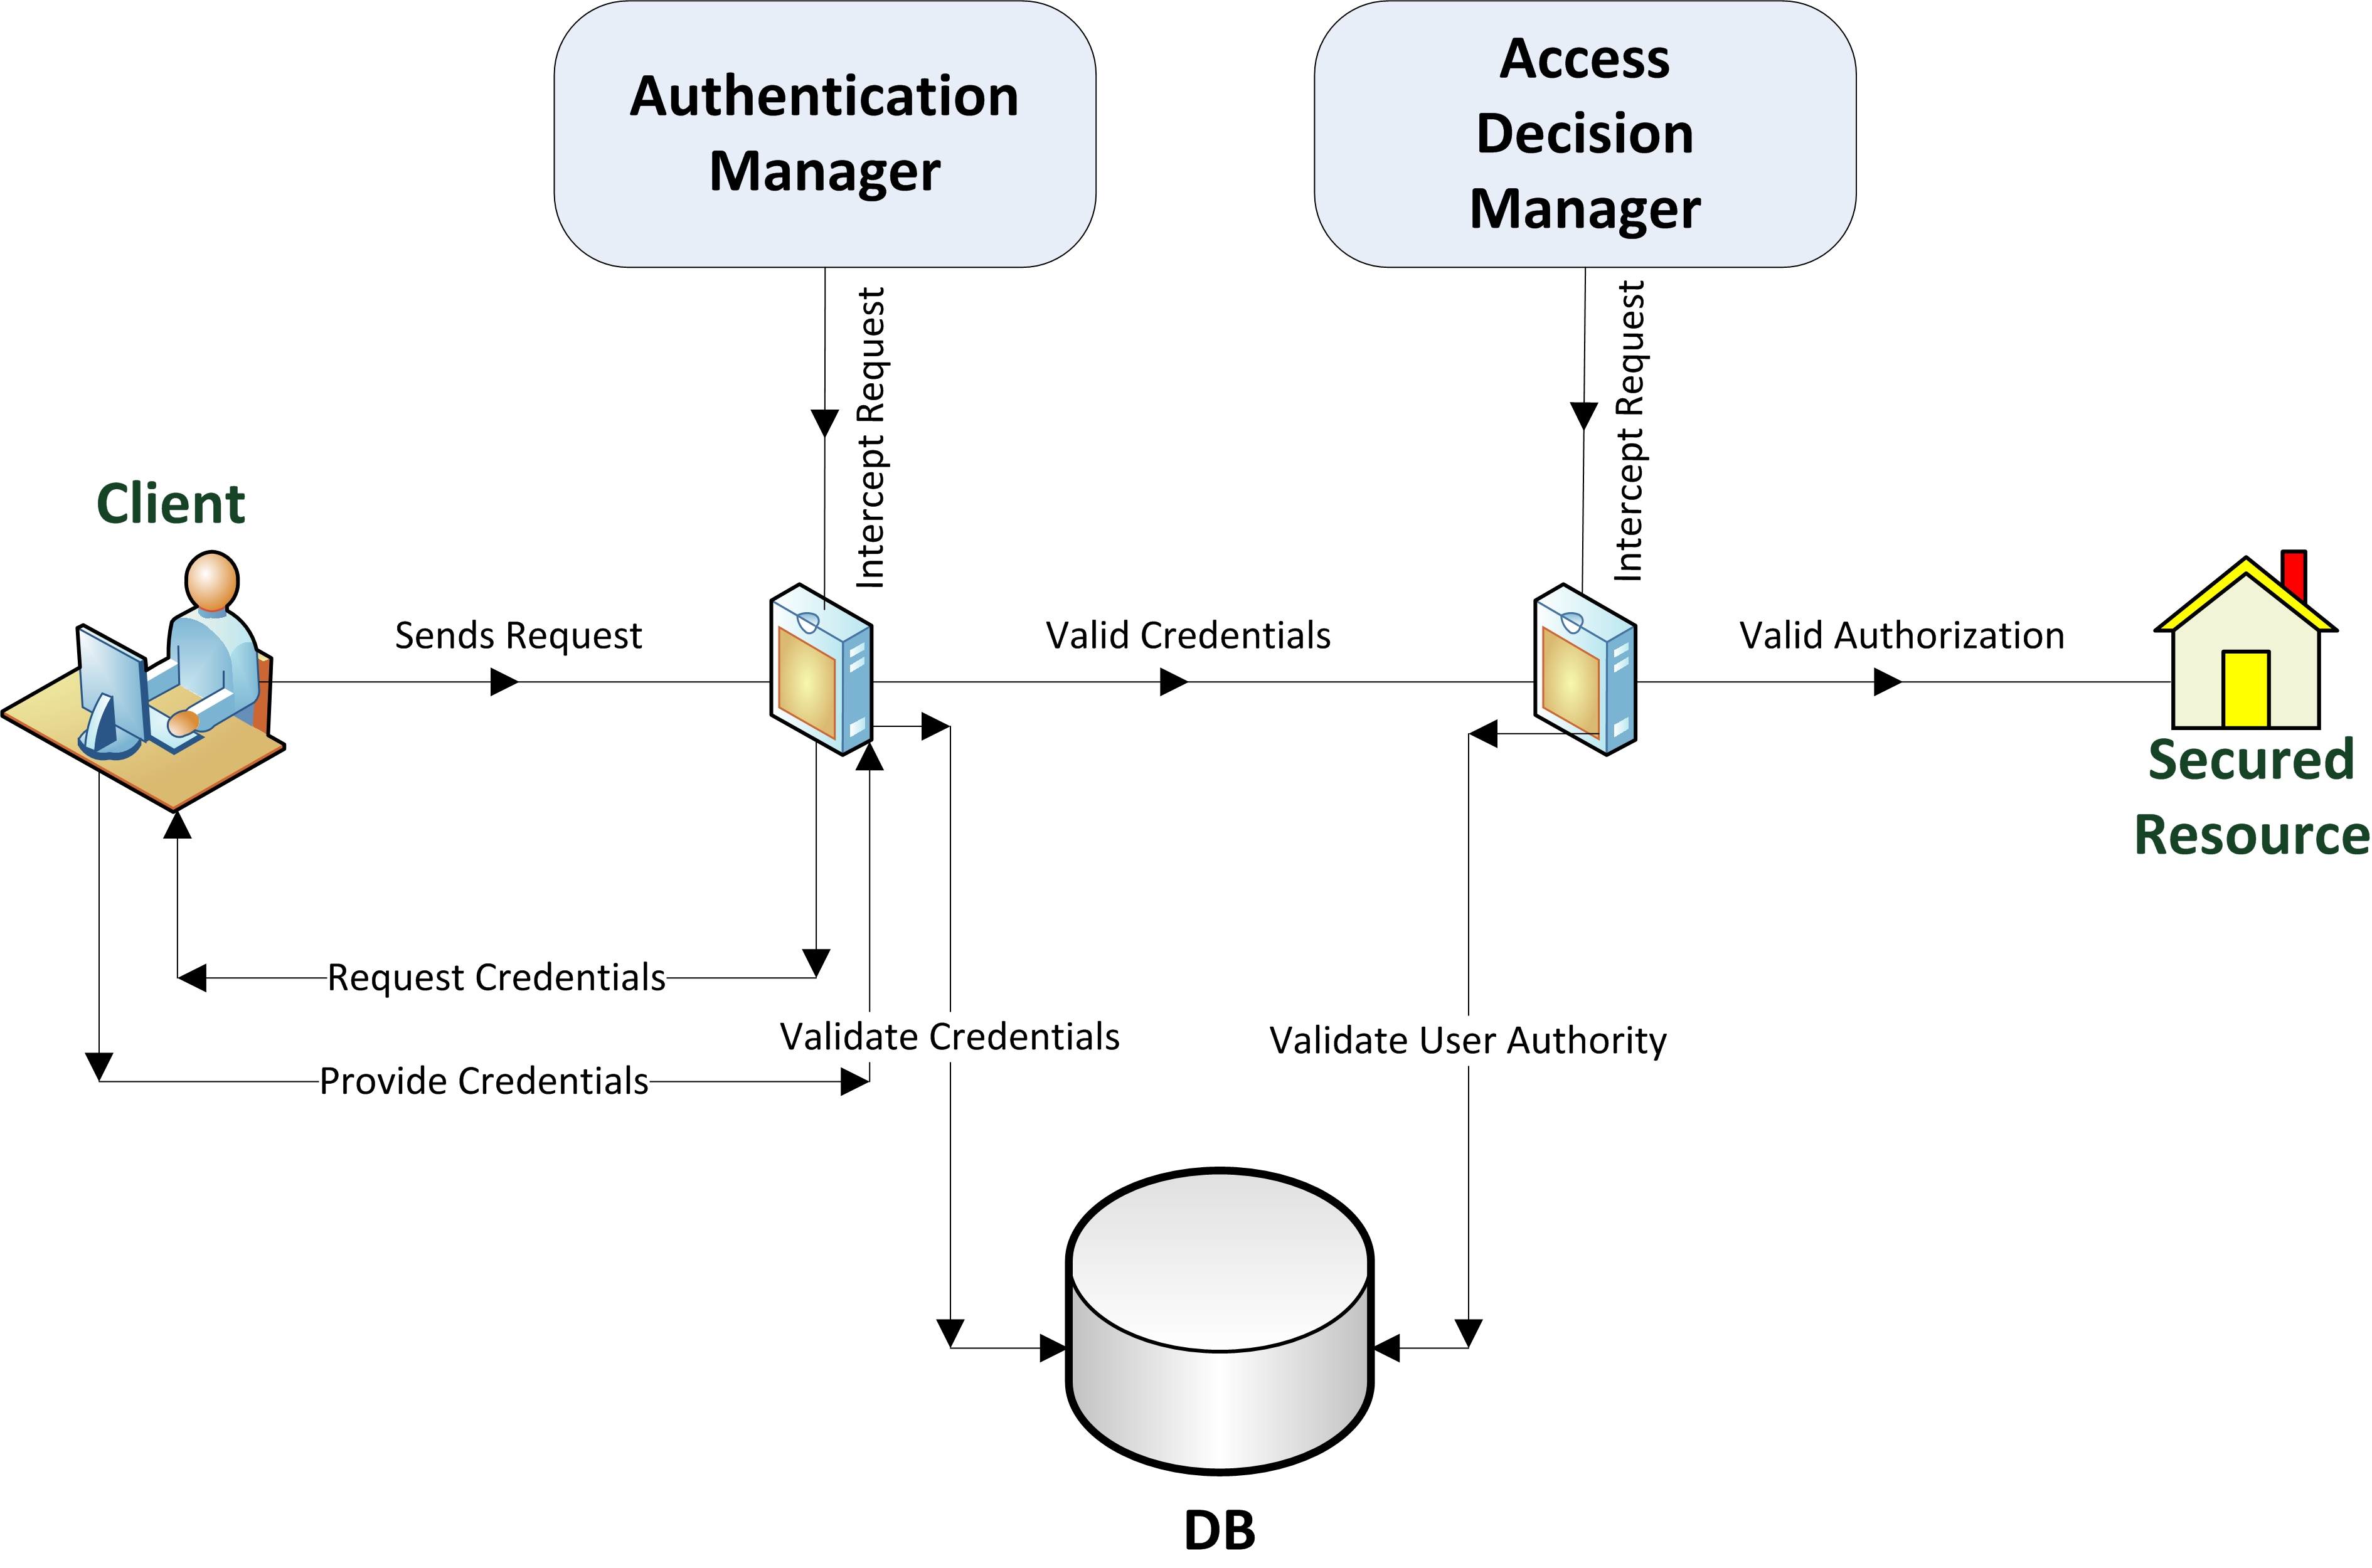 Authentication
Manager
Access
Decision
Manager
Intercept Request
Intercept Request
Client
Sends Request
Valid Credentials
Valid Authorization
Secured
Resource
Request Credentials
Validate Credentials
Validate User Authority
Provide Credentials
DB